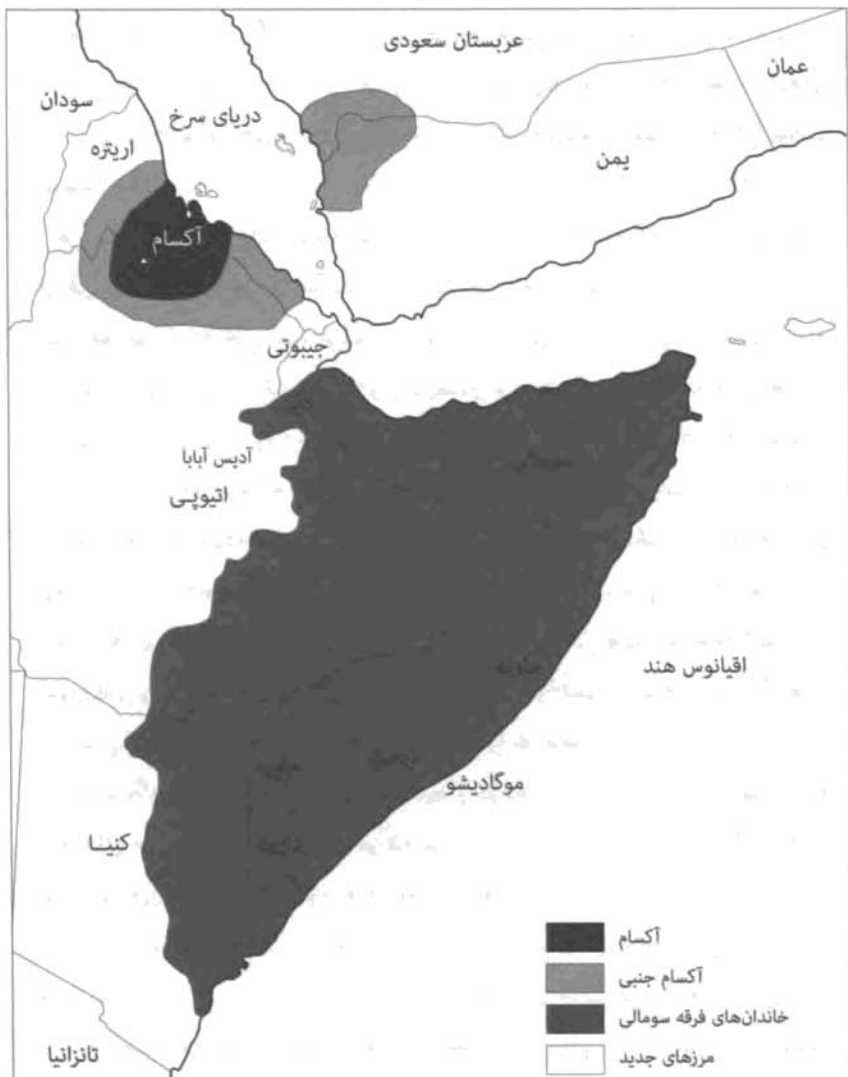 عربستان سعودی
عمان
سودان
دریای سرخ
اریتره
یمن
آکسام
جیبوتی
آدیس آبابا
اتیوپی
اقیانوس هند
موگادیشو
کنیـا
آکسام
آکسام جنبی
خاندان‌های فرقه سومالی
مرزهای جدید
تانزانیا